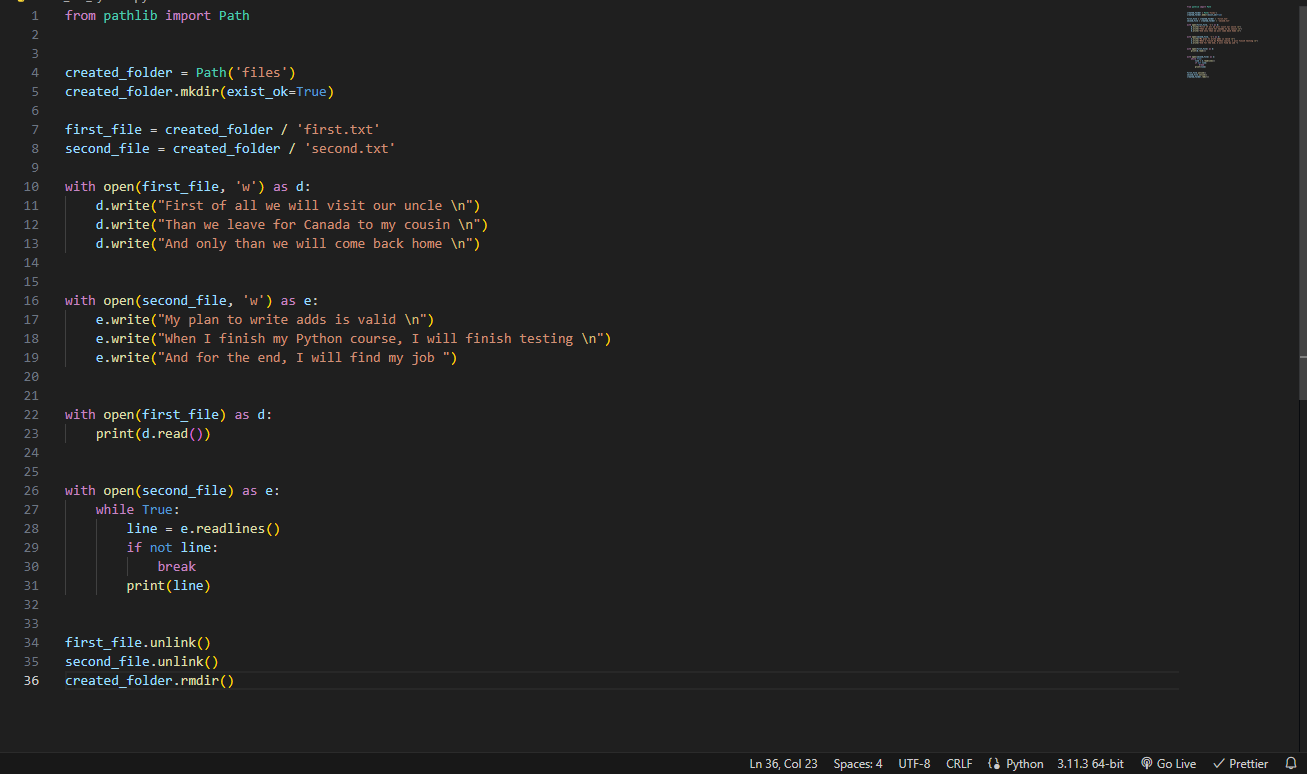 1 from pathlib import Path
2
3
4 created_folder = Path('files')
5 created_folder.mkdir(exist_ok=True)
6
7 first_file = created_folder / 'first.txt'
8 second_file = created_folder / 'second.txt'
9
10 with open(first_file, 'w') as d:
11     d.write("First of all we will visit our uncle \n")
12     d.write("Than we leave for Canada to my cousin \n")
13     d.write("And only than we will come back home \n")
14
15
16 with open(second_file, 'w') as e:
17     e.write("My plan to write adds is valid \n")
18     e.write("When I finish my Python course, I will finish testing \n")
19     e.write("And for the end, I will find my job ")
20
21
22 with open(first_file) as d:
23     print(d.read())
24
25
26 with open(second_file) as e:
27     while True:
28         line = e.readlines()
29         if not line:
30             break
31         print(line)
32
33
34 first_file.unlink()
35 second_file.unlink()
36 created_folder.rmdir()
Ln 36, Col 23 Spaces: 4 UTF-8 CRLF Python 3.11.3 64-bit Go Live Prettier